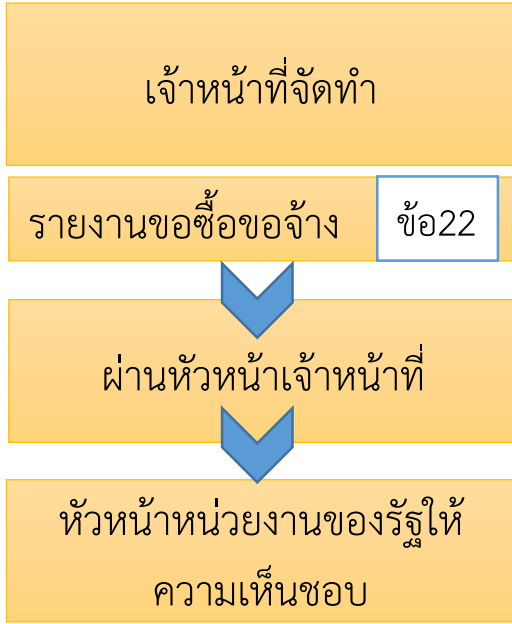 เจ้าหน้าที่จัดทำ
รายงานขอซื้อขอจ้าง ข้อ22
ผ่านหัวหน้าเจ้าหน้าที่
หัวหน้าหน่วยงานของรัฐให้
ความเห็นชอบ